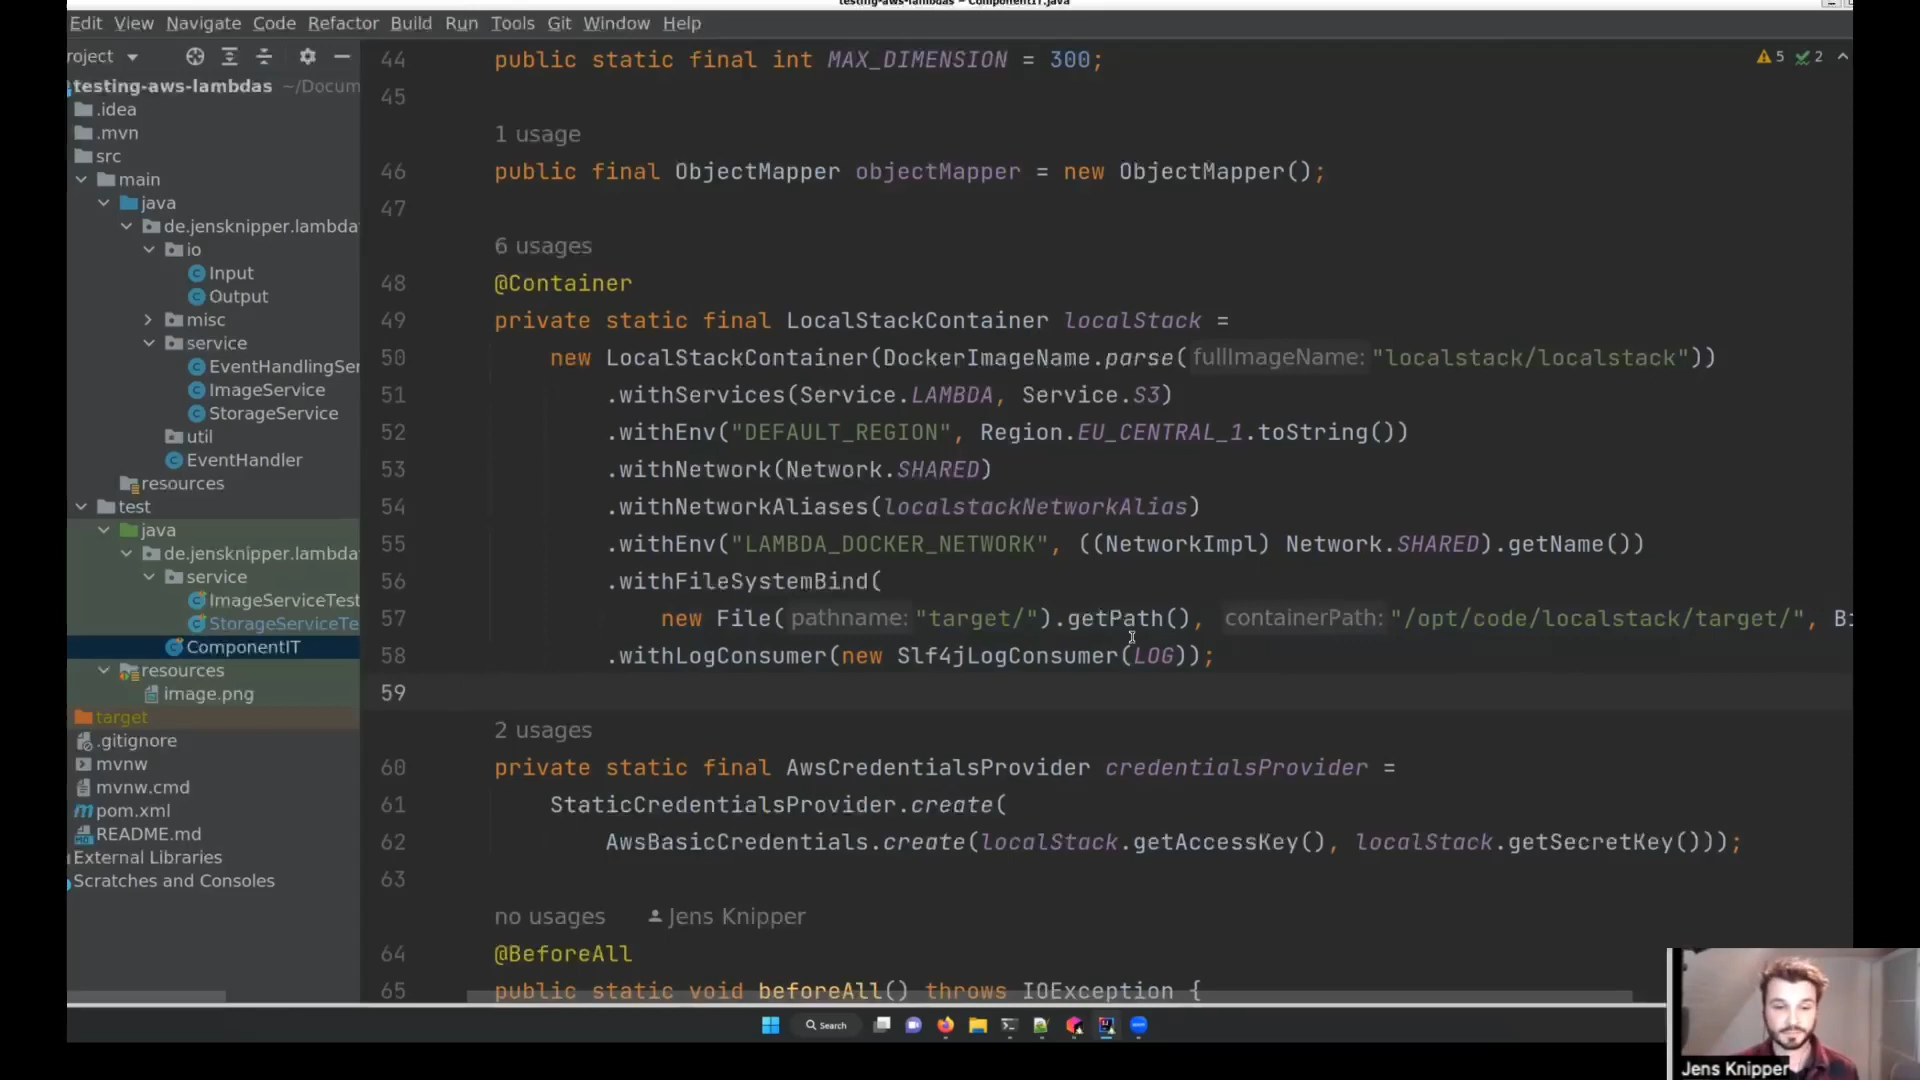 testing-aws-lambdas – ComponentIT.java
Edit View Navigate Code Refactor Build Run Tools Git Window Help
roject
testing-aws-lambdas ~/Docum
.idea
.mvn
src
main
java
de.jensknipper.lambda
io
Input
Output
misc
service
EventHandlingSer
ImageService
StorageService
util
EventHandler
resources
test
java
de.jensknipper.lambda
service
ImageServiceTest
StorageServiceTe
ComponentIT
resources
image.png
target
.gitignore
mvnw
mvnw.cmd
pom.xml
README.md
External Libraries
Scratches and Consoles
5 2
44 public static final int MAX_DIMENSION = 300;
45
1 usage
46 public final ObjectMapper objectMapper = new ObjectMapper();
47
6 usages
48 @Container
49 private static final LocalStackContainer localStack =
50 new LocalStackContainer(DockerImageName.parse( fullImageName: "localstack/localstack"))
51 .withServices(Service.LAMBDA, Service.S3)
52 .withEnv("DEFAULT_REGION", Region.EU_CENTRAL_1.toString())
53 .withNetwork(Network.SHARED)
54 .withNetworkAliases(localstackNetworkAlias)
55 .withEnv("LAMBDA_DOCKER_NETWORK", ((NetworkImpl) Network.SHARED).getName())
56 .withFileSystemBind(
57 new File( pathname: "target/").getPath(), containerPath: "/opt/code/localstack/target/", Bi
58 .withLogConsumer(new Slf4jLogConsumer(LOG));
59
2 usages
60 private static final AwsCredentialsProvider credentialsProvider =
61 StaticCredentialsProvider.create(
62 AwsBasicCredentials.create(localStack.getAccessKey(), localStack.getSecretKey()));
63
no usages Jens Knipper
64 @BeforeAll
65 public static void beforeAll() throws IOException {
Search
Jens Knipper